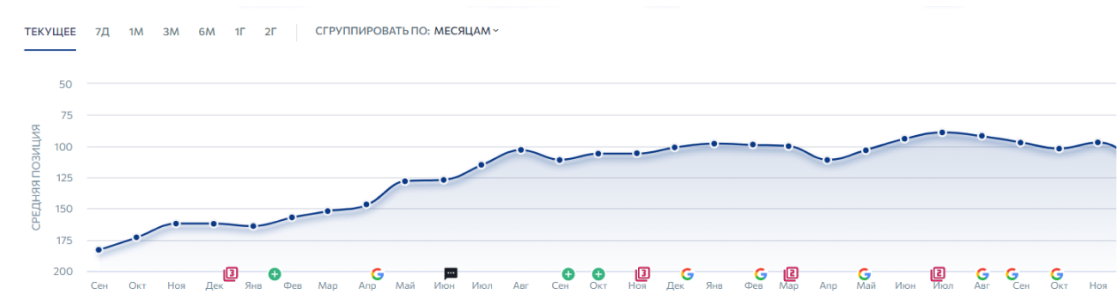 ТЕКУЩЕЕ 7Д 1М 3М 6М 1Г 2Г СГРУППИРОВАТЬ ПО: МЕСЯЦАМ
СРЕДНЯЯ ПОЗИЦИЯ
50
75
100
125
150
175
200
3 G 3 G G 2 G 2 G G G
Сен Окт Ноя Дек Янв Фев Мар Апр Май Июн Июл Авг Сен Окт Ноя Дек Янв Фев Мар Апр Май Июн Июл Авг Сен Окт Ноя